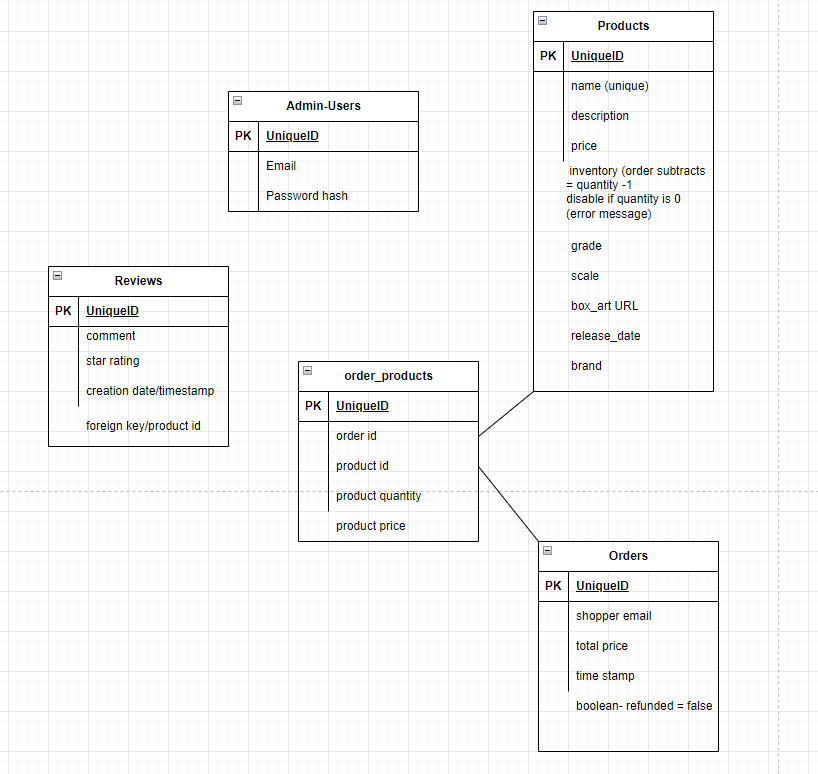 Products
PK UniqueID
name (unique)
description
price
inventory (order subtracts
= quantity -1
disable if quantity is 0
(error message)
grade
scale
box_art URL
release_date
brand
Admin-Users
PK UniqueID
Email
Password hash
Reviews
PK UniqueID
comment
star rating
creation date/timestamp
foreign key/product id
order_products
PK UniqueID
order id
product id
product quantity
product price
Orders
PK UniqueID
shopper email
total price
time stamp
boolean- refunded = false